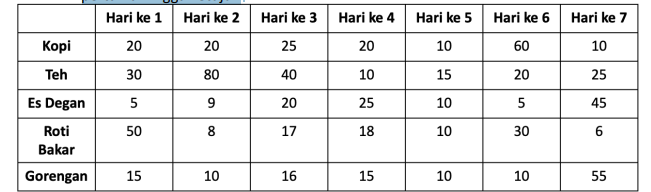 Hari ke 1 Hari ke 2 Hari ke 3 Hari ke 4 Hari ke 5 Hari ke 6 Hari ke 7
Kopi 20 20 25 20 10 60 10
Teh 30 80 40 10 15 20 25
Es Degan 5 9 20 25 10 5 45
Roti Bakar 50 8 17 18 10 30 6
Gorengan 15 10 16 15 10 10 55